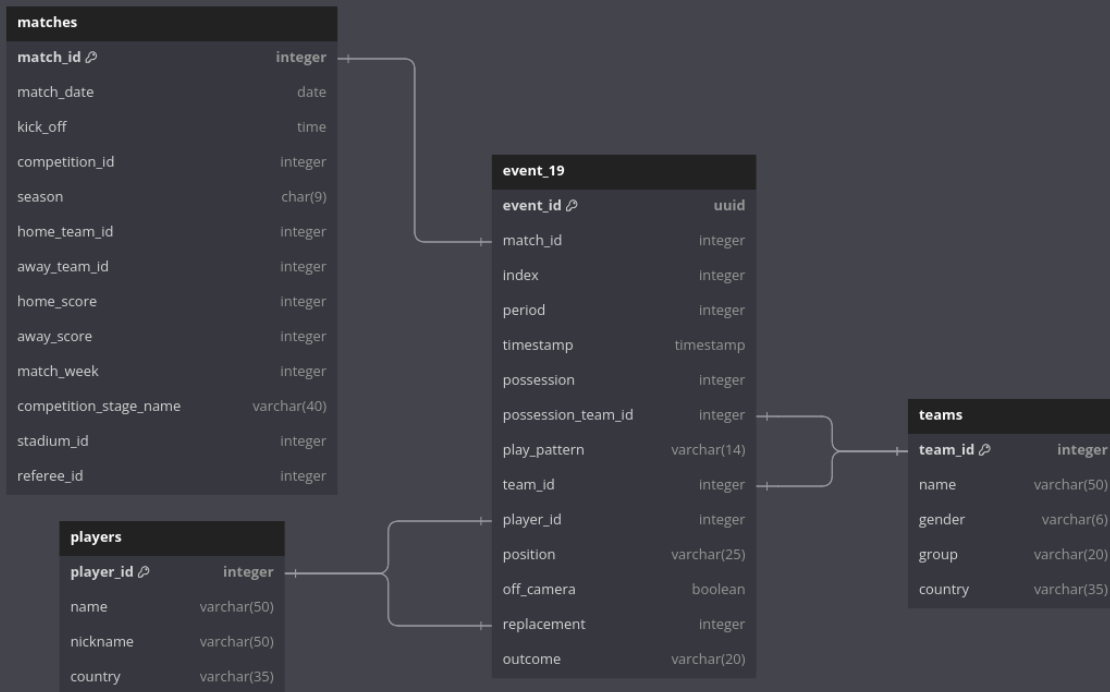 matches
match_id integer
match_date date
kick_off time
competition_id integer
season char(9)
home_team_id integer
away_team_id integer
home_score integer
away_score integer
match_week integer
competition_stage_name varchar(40)
stadium_id integer
referee_id integer
players
player_id integer
name varchar(50)
nickname varchar(50)
country varchar(35)
event_19
event_id uuid
match_id integer
index integer
period integer
timestamp timestamp
possession integer
possession_team_id integer
play_pattern varchar(14)
team_id integer
player_id integer
position varchar(25)
off_camera boolean
replacement integer
outcome varchar(20)
teams
team_id integer
name varchar(50)
gender varchar(6)
group varchar(20)
country varchar(35)